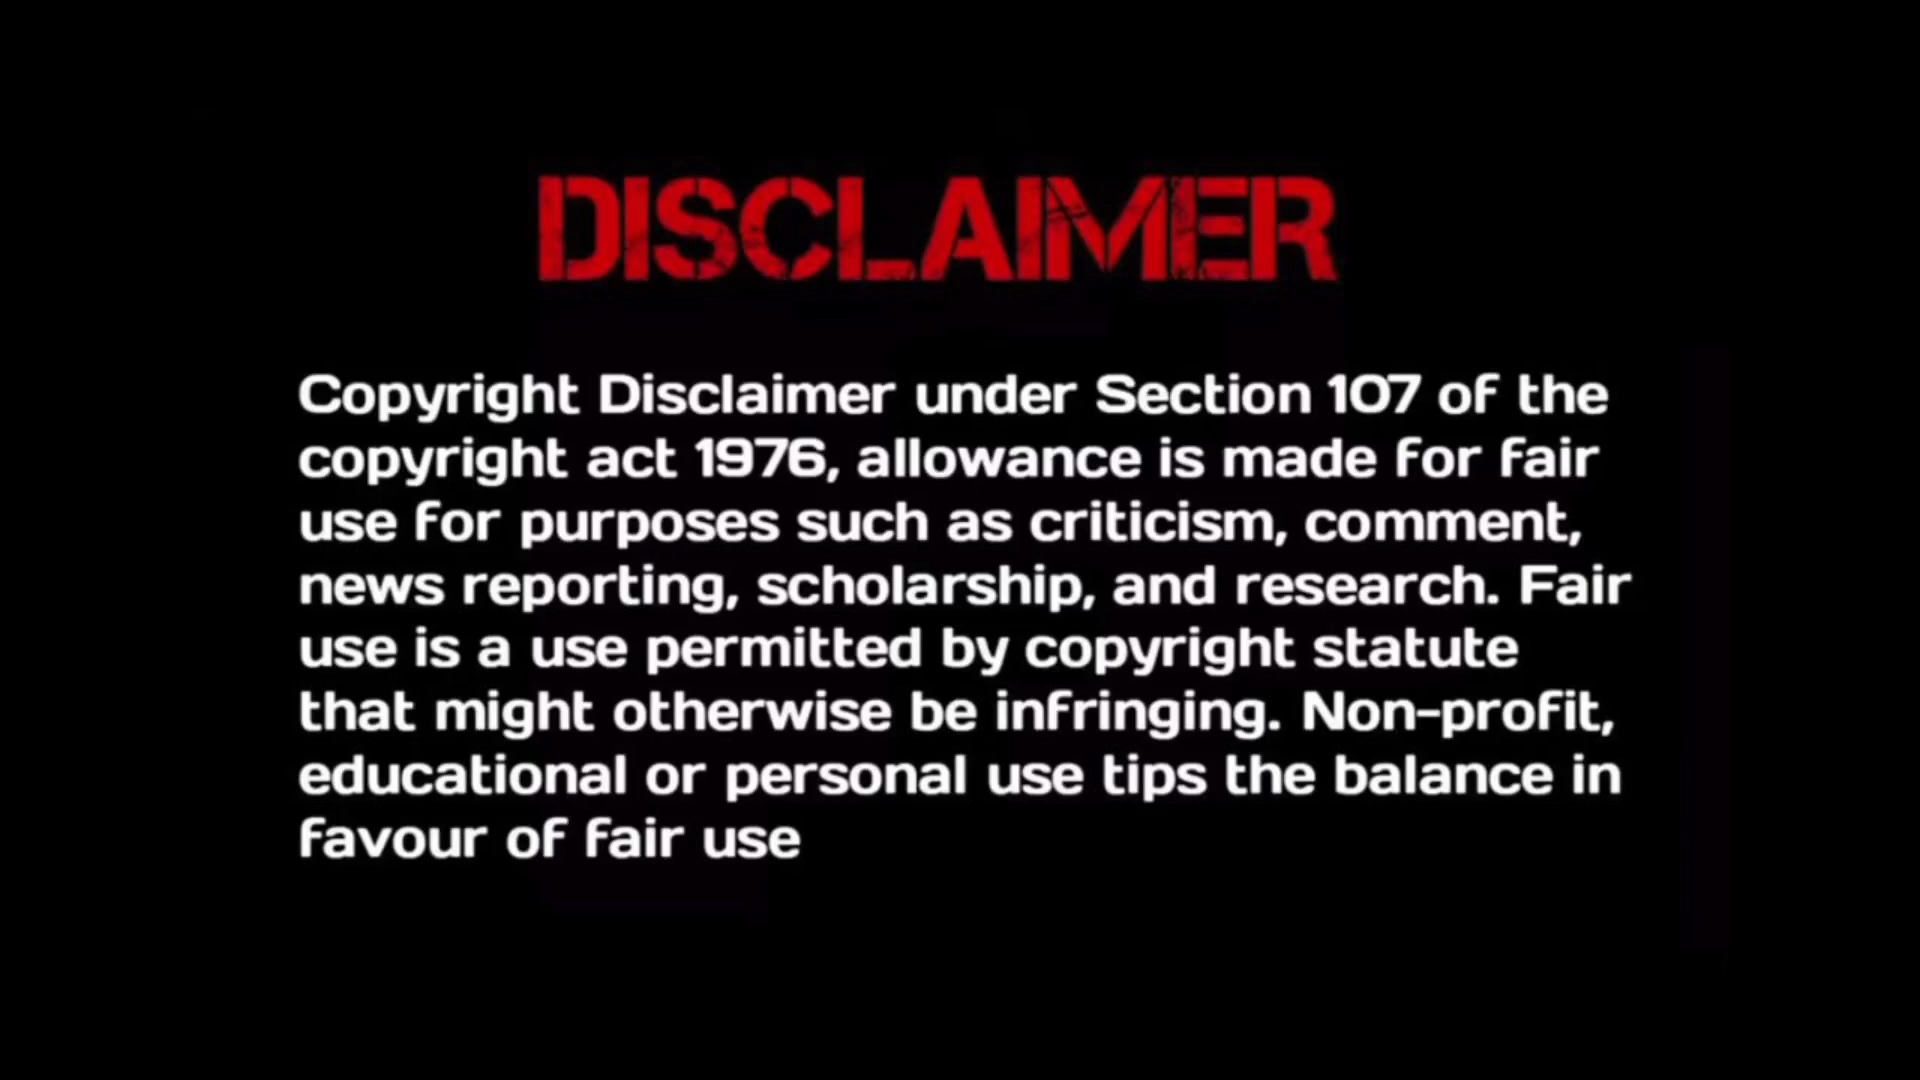 DISCLAIMER
Copyright Disclaimer under Section 107 of the
copyright act 1976, allowance is made for fair
use for purposes such as criticism, comment,
news reporting, scholarship, and research. Fair
use is a use permitted by copyright statute
that might otherwise be infringing. Non-profit,
educational or personal use tips the balance in
favour of fair use